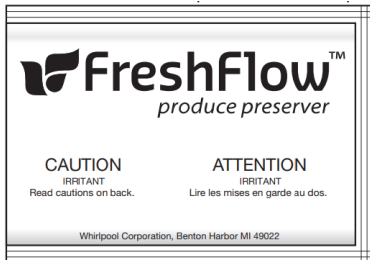 FreshFlow™
produce preserver
CAUTION
IRRITANT
Read cautions on back.
ATTENTION
IRRITANT
Lire les mises en garde au dos.
Whirlpool Corporation, Benton Harbor MI 49022